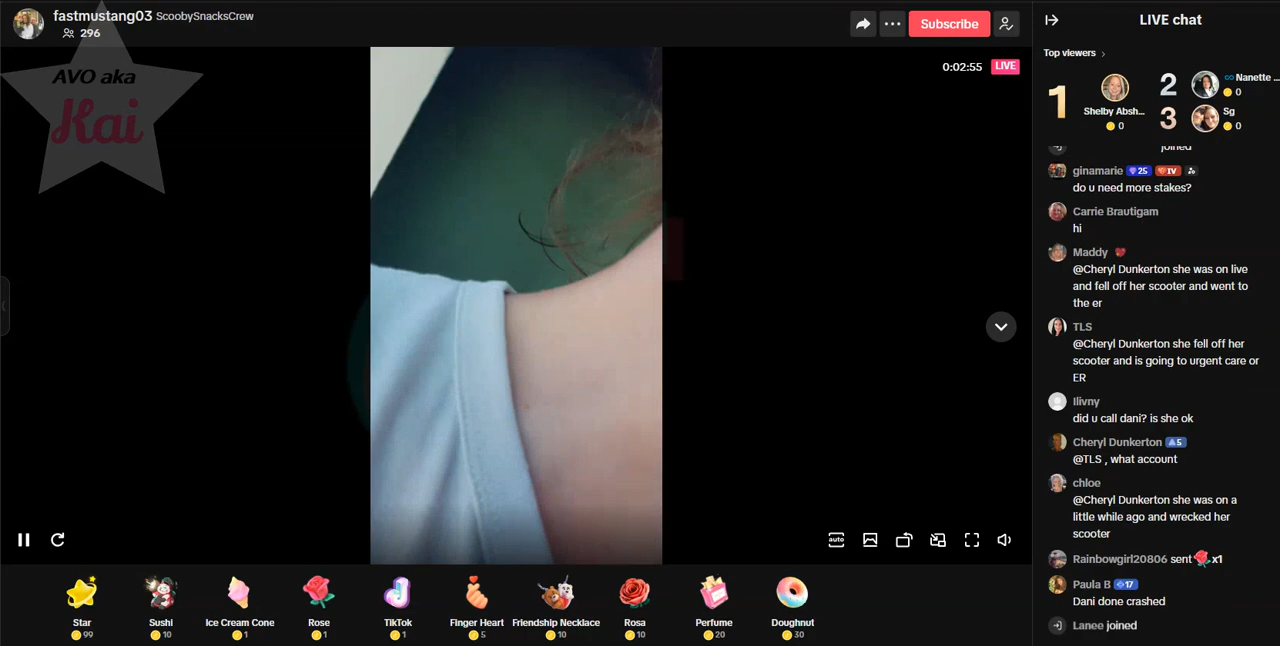 fastmustang03 ScoobySnacksCrew
296
Subscribe
AVO aka
Kai
0:02:55 LIVE
auto
Star
99
Sushi
10
Ice Cream Cone
1
Rose
1
TikTok
1
Finger Heart
5
Friendship Necklace
10
Rosa
10
Perfume
20
Doughnut
30
LIVE chat
Top viewers
1
Shelby Absh...
0
2
Nanette ...
0
3
Sg
0
joined
ginamarie 25 IV
do u need more stakes?
Carrie Brautigam
hi
Maddy
@Cheryl Dunkerton she was on live
and fell off her scooter and went to
the er
TLS
@Cheryl Dunkerton she fell off her
scooter and is going to urgent care or
ER
Ilivny
did u call dani? is she ok
Cheryl Dunkerton 5
@TLS , what account
chloe
@Cheryl Dunkerton she was on a
little while ago and wrecked her
scooter
Rainbowgirl20806 sent x1
Paula B 17
Dani done crashed
Lanee joined